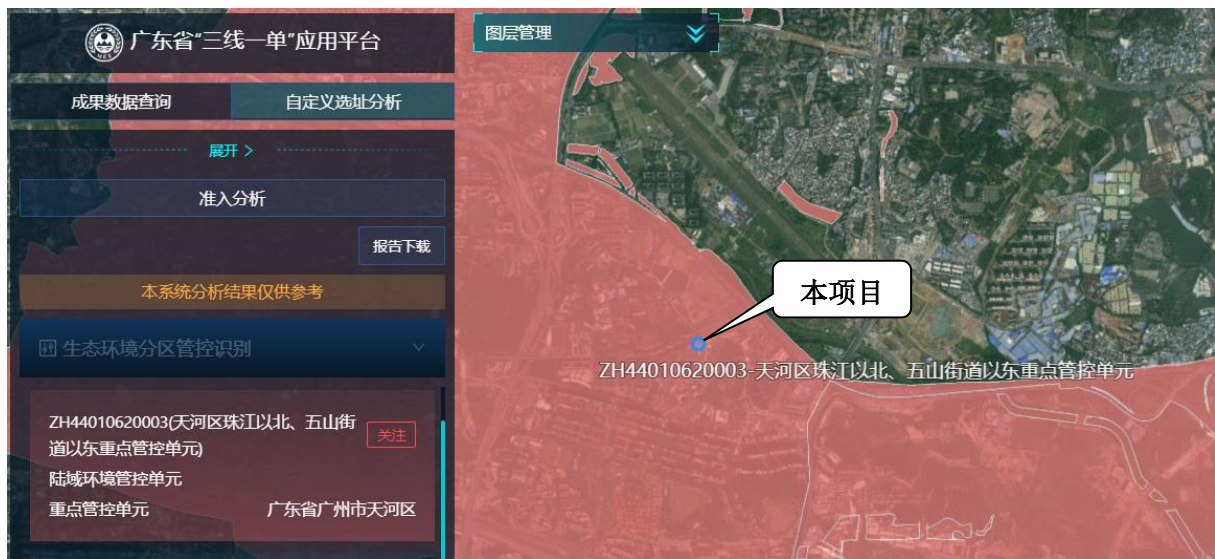 广东省"三线一单"应用平台
图层管理
成果数据查询
自定义选址分析
展开 >
准入分析
报告下载
本系统分析结果仅供参考
生态环境分区管控识别
ZH44010620003(天河区珠江以北、五山街
道以东重点管控单元)
关注
陆域环境管控单元
重点管控单元
广东省广州市天河区
本项目
ZH44010620003-天河区珠江以北、五山街道以东重点管控单元